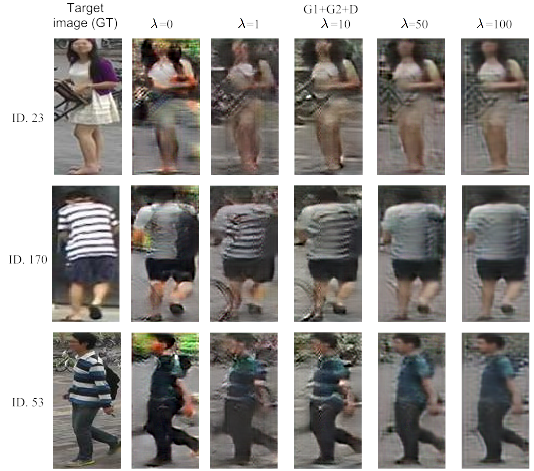 Target
image (GT)
G1+G2+D
λ=0
λ=1
λ=10
λ=50
λ=100
ID. 23
ID. 170
ID. 53